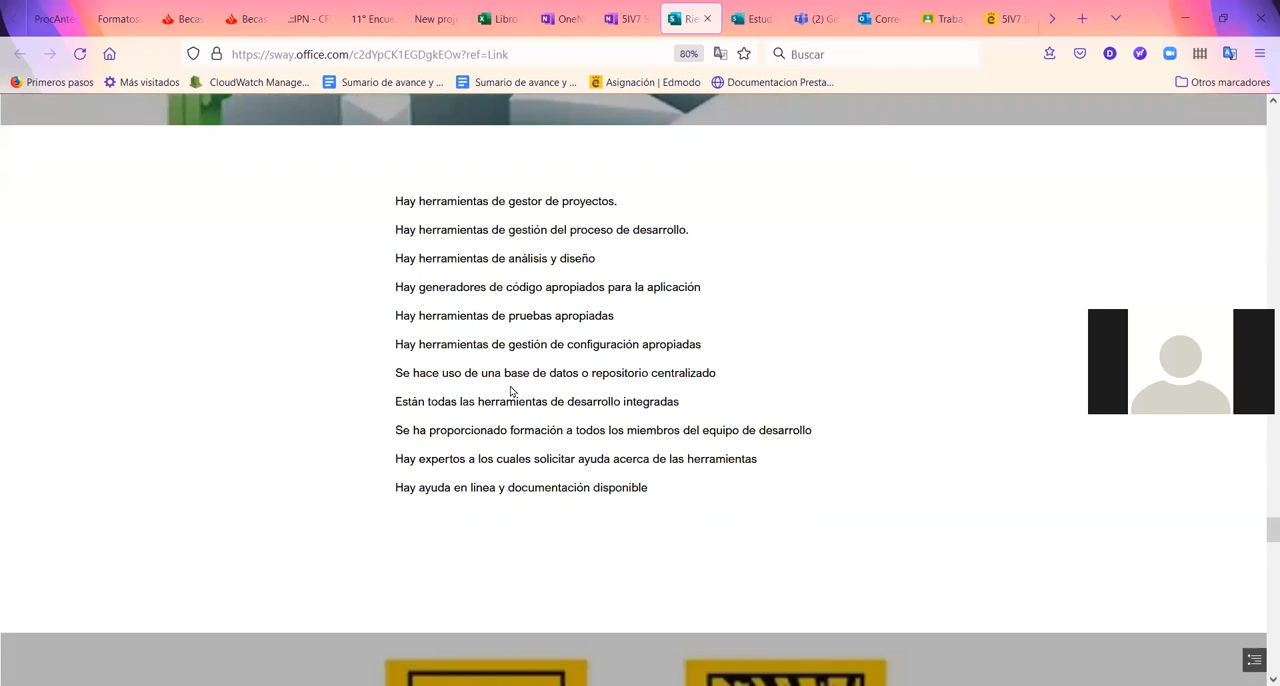 ProcAnte
Formatos
Becas
Becas
.::IPN - CF
11° Encue
New proj
Libro
OneN
5IV7 S
Rie
Estud
(2) Ge
Corre
Traba
5IV7 S
https://sway.office.com/c2dYpCK1EGDgkEOw?ref=Link
80%
Buscar
Primeros pasos
Más visitados
CloudWatch Manage...
Sumario de avance y ...
Sumario de avance y ...
Asignación | Edmodo
Documentacion Presta...
Otros marcadores
Hay herramientas de gestor de proyectos.
Hay herramientas de gestión del proceso de desarrollo.
Hay herramientas de análisis y diseño
Hay generadores de código apropiados para la aplicación
Hay herramientas de pruebas apropiadas
Hay herramientas de gestión de configuración apropiadas
Se hace uso de una base de datos o repositorio centralizado
Están todas las herramientas de desarrollo integradas
Se ha proporcionado formación a todos los miembros del equipo de desarrollo
Hay expertos a los cuales solicitar ayuda acerca de las herramientas
Hay ayuda en linea y documentación disponible